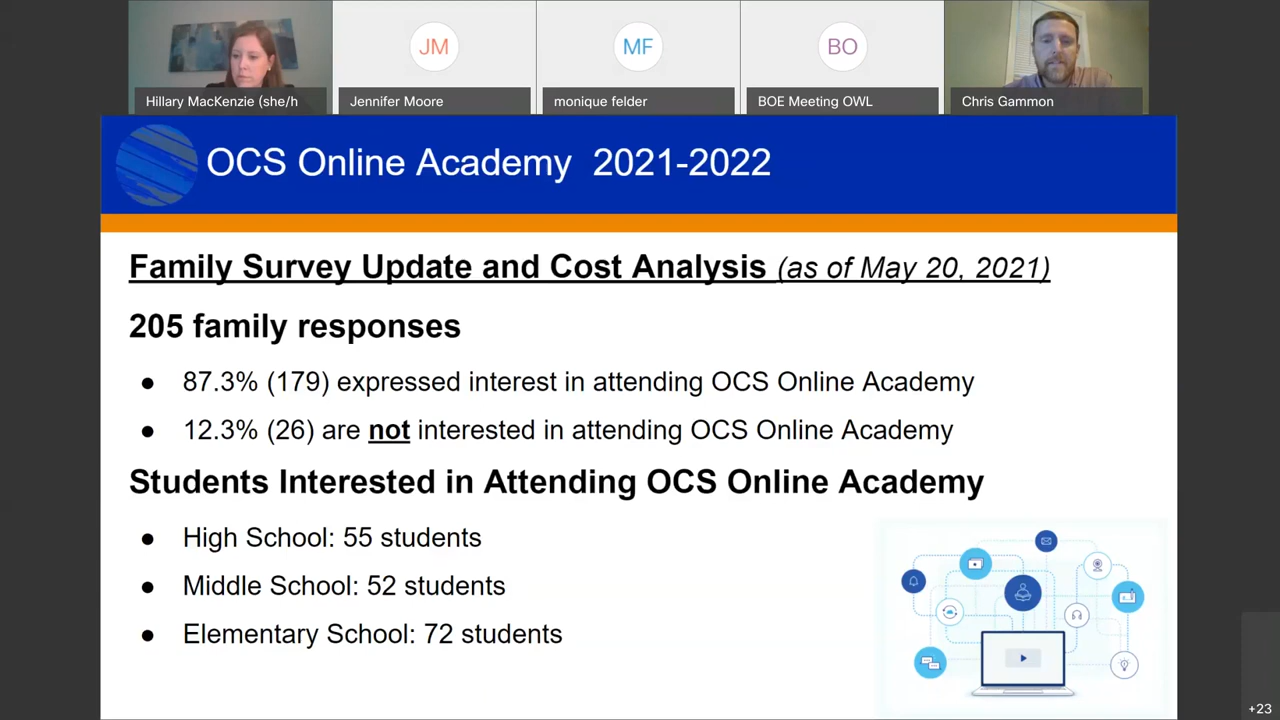 JM
MF
BO
Hillary MacKenzie (she/h
Jennifer Moore
monique felder
BOE Meeting OWL
Chris Gammon
OCS Online Academy 2021-2022
Family Survey Update and Cost Analysis (as of May 20, 2021)
205 family responses
● 87.3% (179) expressed interest in attending OCS Online Academy
● 12.3% (26) are not interested in attending OCS Online Academy
Students Interested in Attending OCS Online Academy
● High School: 55 students
● Middle School: 52 students
● Elementary School: 72 students
+23